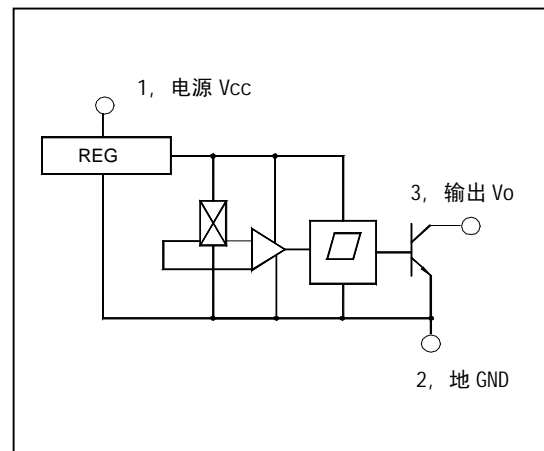 1, 电源 Vcc
REG
3, 输出 Vo
2, 地 GND